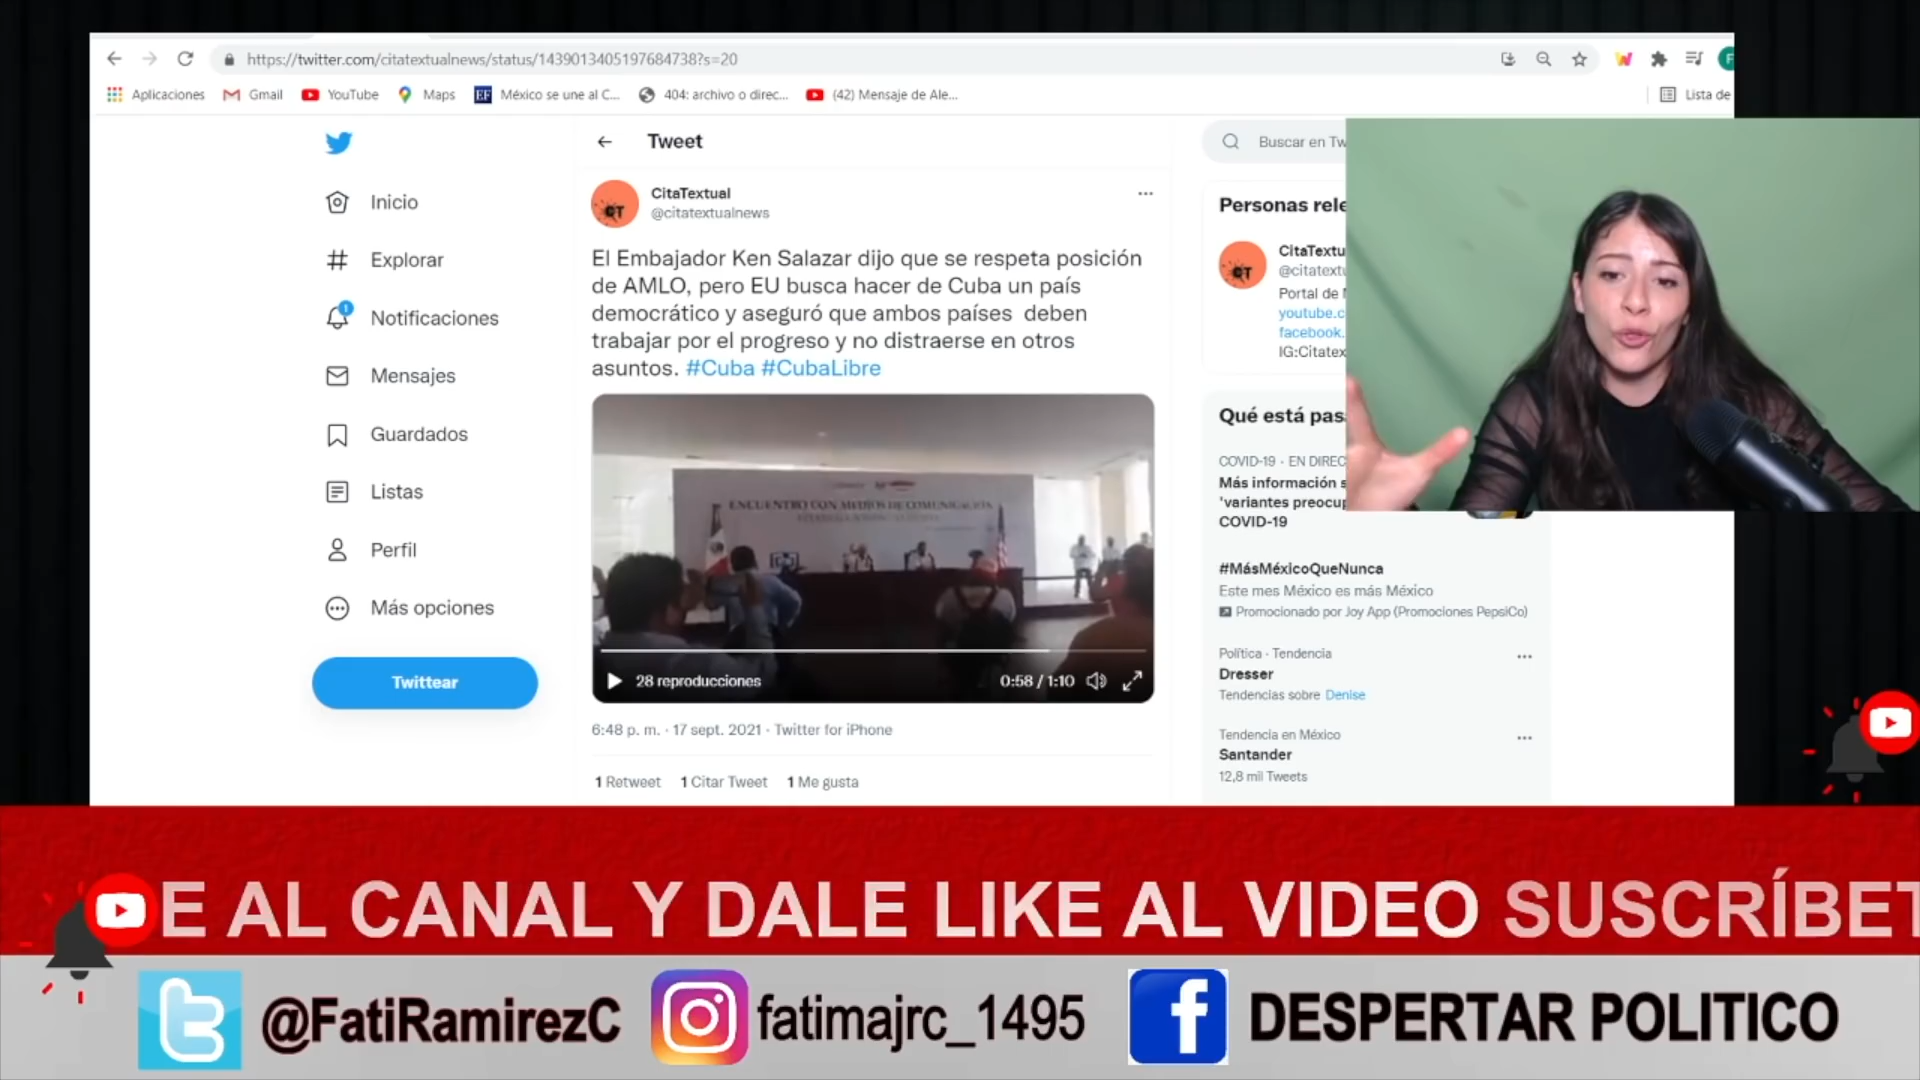 https://twitter.com/citatextualnews/status/1439013405197684738?s=20
Aplicaciones
Gmail
YouTube
Maps
México se une al C...
404: archivo o direc...
(42) Mensaje de Ale...
Lista de
Inicio
Explorar
Notificaciones
Mensajes
Guardados
Listas
Perfil
Más opciones
Twittear
Tweet
CitaTextual
@citatextualnews
El Embajador Ken Salazar dijo que se respeta posición
de AMLO, pero EU busca hacer de Cuba un país
democrático y aseguró que ambos países deben
trabajar por el progreso y no distraerse en otros
asuntos. #Cuba #CubaLibre
ENCUENTRO CON MEDIOS DE COMUNICACIÓN
28 reproducciones
0:58 / 1:10
6:48 p. m. · 17 sept. 2021 · Twitter for iPhone
1 Retweet 1 Citar Tweet 1 Me gusta
Buscar en Tw
Personas rele
CitaTextu
@citatextu
Portal de
youtube.c
facebook.
IG:Citatex
Qué está pas
COVID-19 · EN DIREC
Más información s
'variantes preocup
COVID-19
#MásMéxicoQueNunca
Este mes México es más México
Promocionado por Joy App (Promociones PepsiCo)
Política · Tendencia
Dresser
Tendencias sobre Denise
Tendencia en México
Santander
12,8 mil Tweets
E AL CANAL Y DALE LIKE AL VIDEO SUSCRÍBET
@FatiRamirezC
fatimajrc_1495
DESPERTAR POLITICO